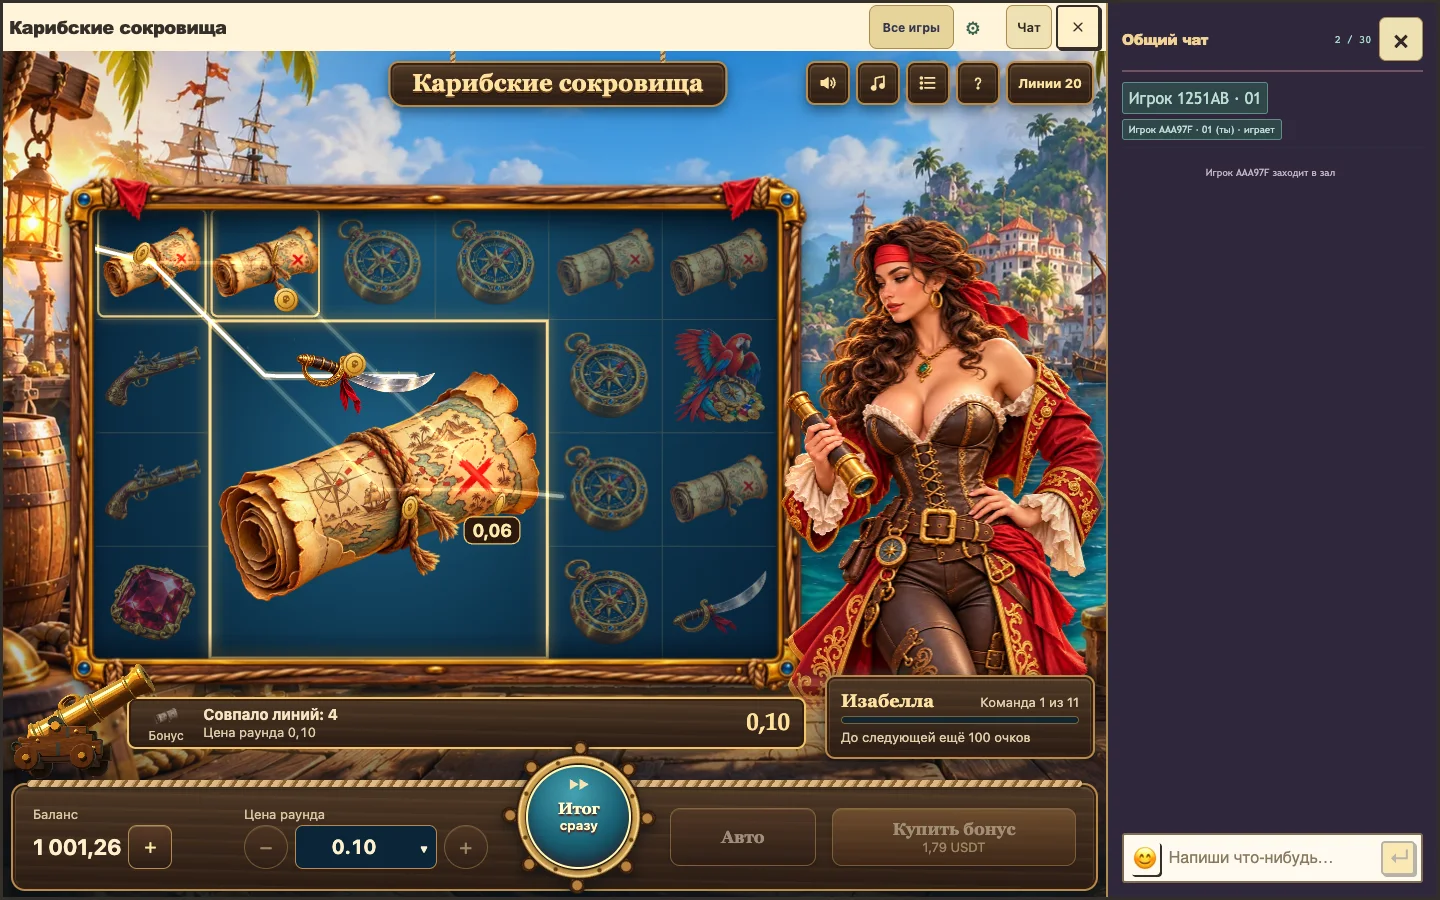 Карибские сокровища
Все игры
Чат
×
Карибские сокровища
?
Линии 20
0,06
Бонус
Совпало линий: 4
Цена раунда 0,10
0,10
Изабелла
Команда 1 из 11
До следующей ещё 100 очков
Баланс
1 001,26
+
Цена раунда
−
0.10
+
Итог
сразу
Авто
Купить бонус
1,79 USDT
Общий чат
2 / 30
×
Игрок 1251AB · 01
Игрок AAA97F · 01 (ты) · играет
Игрок AAA97F заходит в зал
Напиши что-нибудь...